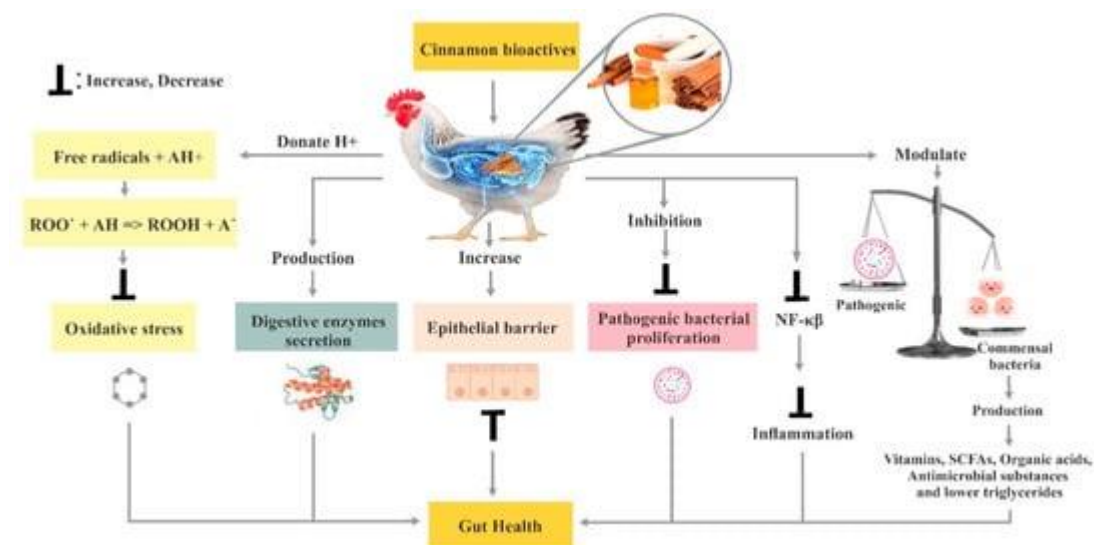 Cinnamon bioactives
: Increase, Decrease
Donate H+
Free radicals + AH+
Modulate
ROO˙ + AH => ROOH + A⁻
Inhibition
Production
Increase
Pathogenic
NF-κβ
Oxidative stress
Digestive enzymes
secretion
Epithelial barrier
Pathogenic bacterial
proliferation
Commensal
bacteria
Production
Inflammation
Vitamins, SCFAs, Organic acids,
Antimicrobial substances
and lower triglycerides
Gut Health